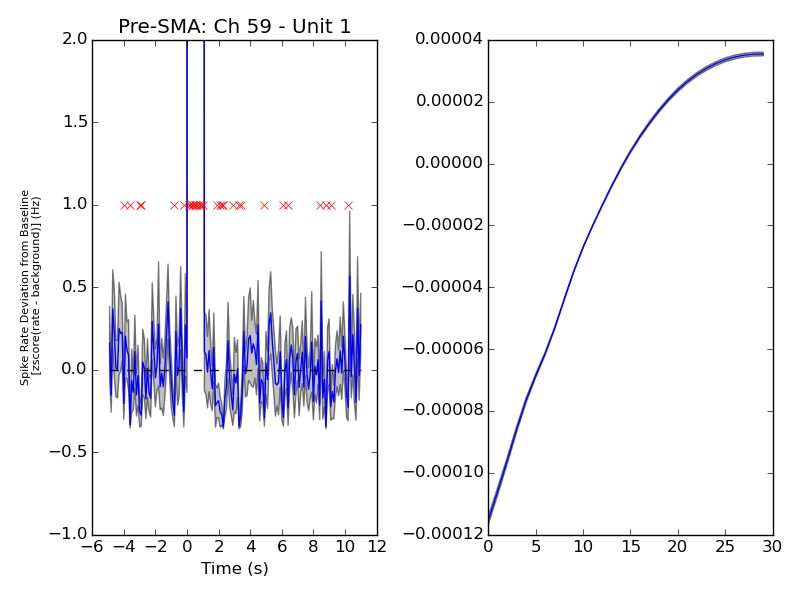 Pre-SMA: Ch 59 - Unit 1
Spike Rate Deviation from Baseline
[zscore(rate - background)] (Hz)
2.0
1.5
1.0
0.5
0.0
−0.5
−1.0
−6 −4 −2 0 2 4 6 8 10 12
Time (s)
0.00004
0.00002
0.00000
−0.00002
−0.00004
−0.00006
−0.00008
−0.00010
−0.00012
0 5 10 15 20 25 30